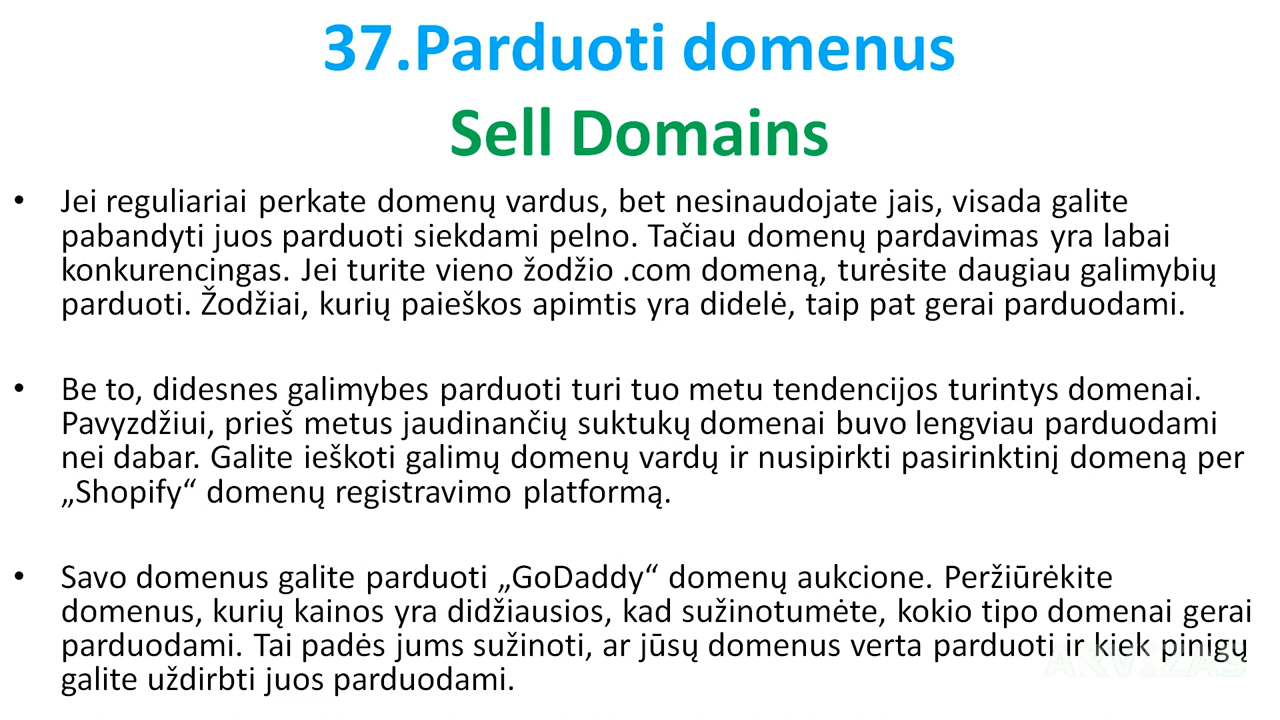 37.Parduoti domenus
Sell Domains
• Jei reguliariai perkate domenų vardus, bet nesinaudojate jais, visada galite
pabandyti juos parduoti siekdami pelno. Tačiau domenų pardavimas yra labai
konkurencingas. Jei turite vieno žodžio .com domeną, turėsite daugiau galimybių
parduoti. Žodžiai, kurių paieškos apimtis yra didelė, taip pat gerai parduodami.
• Be to, didesnes galimybes parduoti turi tuo metu tendencijos turintys domenai.
Pavyzdžiui, prieš metus jaudinančių suktukų domenai buvo lengviau parduodami
nei dabar. Galite ieškoti galimų domenų vardų ir nusipirkti pasirinktinį domeną per
„Shopify“ domenų registravimo platformą.
• Savo domenus galite parduoti „GoDaddy“ domenų aukcione. Peržiūrėkite
domenus, kurių kainos yra didžiausios, kad sužinotumėte, kokio tipo domenai gerai
parduodami. Tai padės jums sužinoti, ar jūsų domenus verta parduoti ir kiek pinigų
galite uždirbti juos parduodami.
ARVIZAS